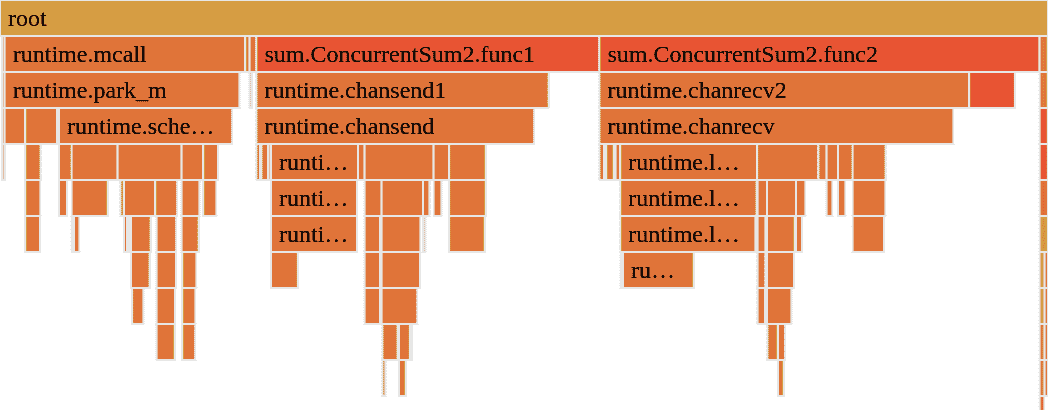 root
runtime.mcall sum.ConcurrentSum2.func1 sum.ConcurrentSum2.func2
runtime.park_m runtime.chansend1 runtime.chanrecv2
runtime.sche… runtime.chansend runtime.chanrecv
runti… runtime.l…
runti… runtime.l…
runti… runtime.l…
ru…